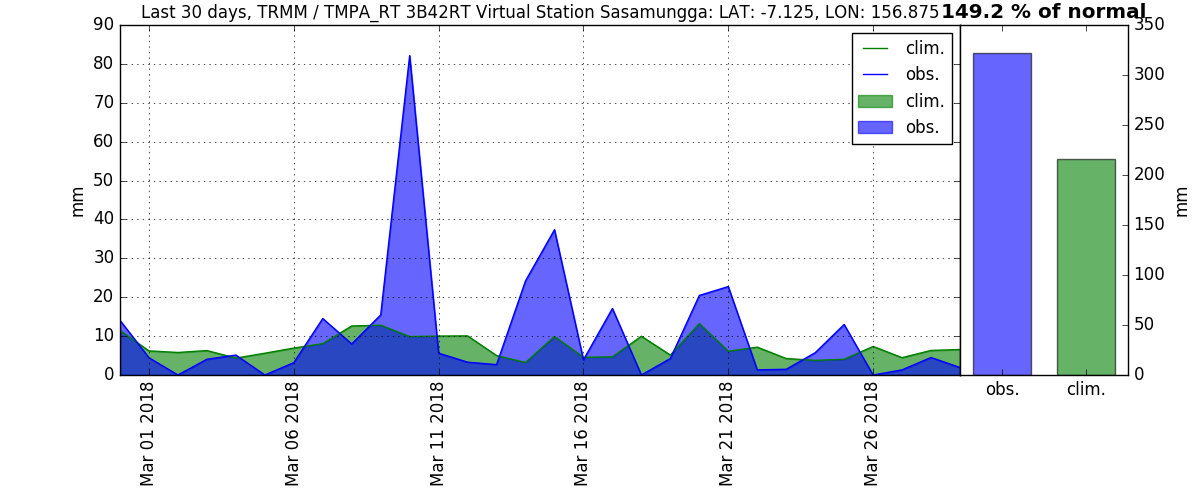 Last 30 days, TRMM / TMPA_RT 3B42RT Virtual Station Sasamungga: LAT: -7.125, LON: 156.875
149.2 % of normal
90
80
70
60
50
40
30
20
10
0
mm
clim.
obs.
clim.
obs.
Mar 01 2018
Mar 06 2018
Mar 11 2018
Mar 16 2018
Mar 21 2018
Mar 26 2018
350
300
250
200
150
100
50
0
mm
obs.
clim.